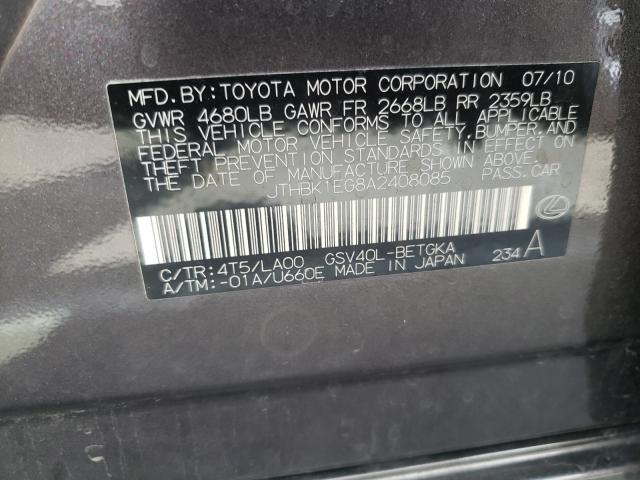 MFD.BY:TOYOTA MOTOR CORPORATION 07/10
GVWR 4680LB GAWR FR 2668LB RR 2359LB
THIS VEHICLE CONFORMS TO ALL APPLICABLE
FEDERAL MOTOR VEHICLE SAFETY,BUMPER,AND
THEFT PREVENTION STANDARDS IN EFFECT ON
THE DATE OF MANUFACTURE SHOWN ABOVE.
JTHBK1EG8A2408085 PASS.CAR
C/TR:4T5/LA00 GSV40L-BETGKA
A/TM:-01A/U660E MADE IN JAPAN 234A